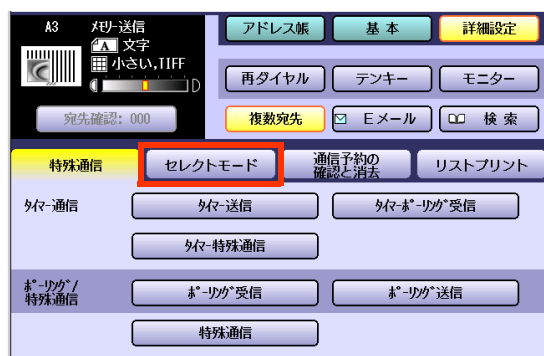 A3 ﾒﾓﾘｰ送信
A 文字
小さい,TIFF
D
宛先確認: 000
アドレス帳 基 本 詳細設定
再ダイヤル テンキー モニター
複数宛先 Eメール 検 索
特殊通信 セレクトモード 通信予約の確認と消去 リストプリント
ﾀｲﾏｰ通信 ﾀｲﾏｰ送信 ﾀｲﾏｰﾎﾟｰﾘﾝｸﾞ受信
ﾀｲﾏｰ特殊通信
ﾎﾟｰﾘﾝｸﾞ/特殊通信 ﾎﾟｰﾘﾝｸﾞ受信 ﾎﾟｰﾘﾝｸﾞ送信
特殊通信